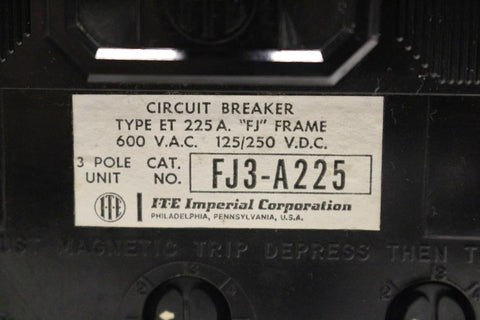 CIRCUIT BREAKER
TYPE ET 225 A. "FJ" FRAME
600 V.A.C. 125/250 V.D.C.
3 POLE CAT.
UNIT NO. FJ3-A225
I-T-E I-T-E Imperial Corporation
PHILADELPHIA, PENNSYLVANIA, U.S.A.
MAGNETIC TRIP DEPRESS THEN